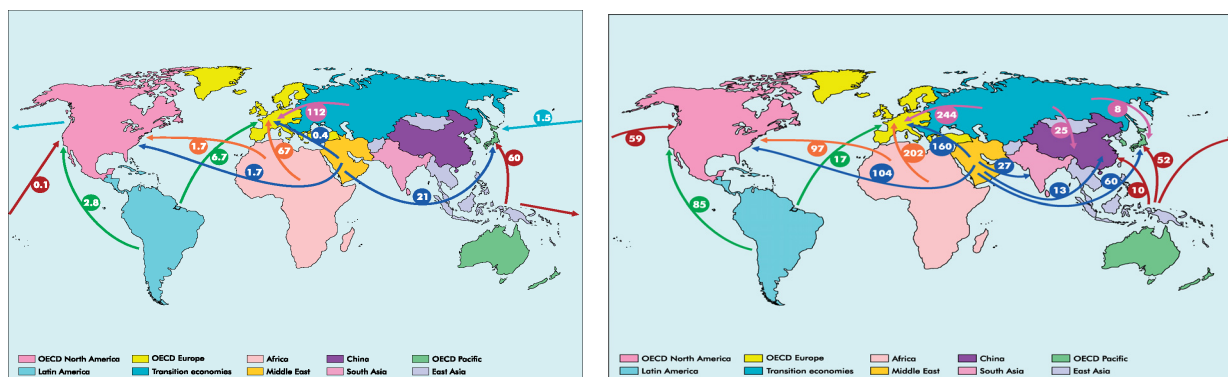 112
1.5
0.4
1.7
6.7
67
60
0.1
1.7
21
2.8
OECD North America
OECD Europe
Africa
China
OECD Pacific
Latin America
Transition economies
Middle East
South Asia
East Asia
8
244
59
25
97
17
202
160
27
52
104
13
60
10
85
OECD North America
OECD Europe
Africa
China
OECD Pacific
Latin America
Transition economies
Middle East
South Asia
East Asia